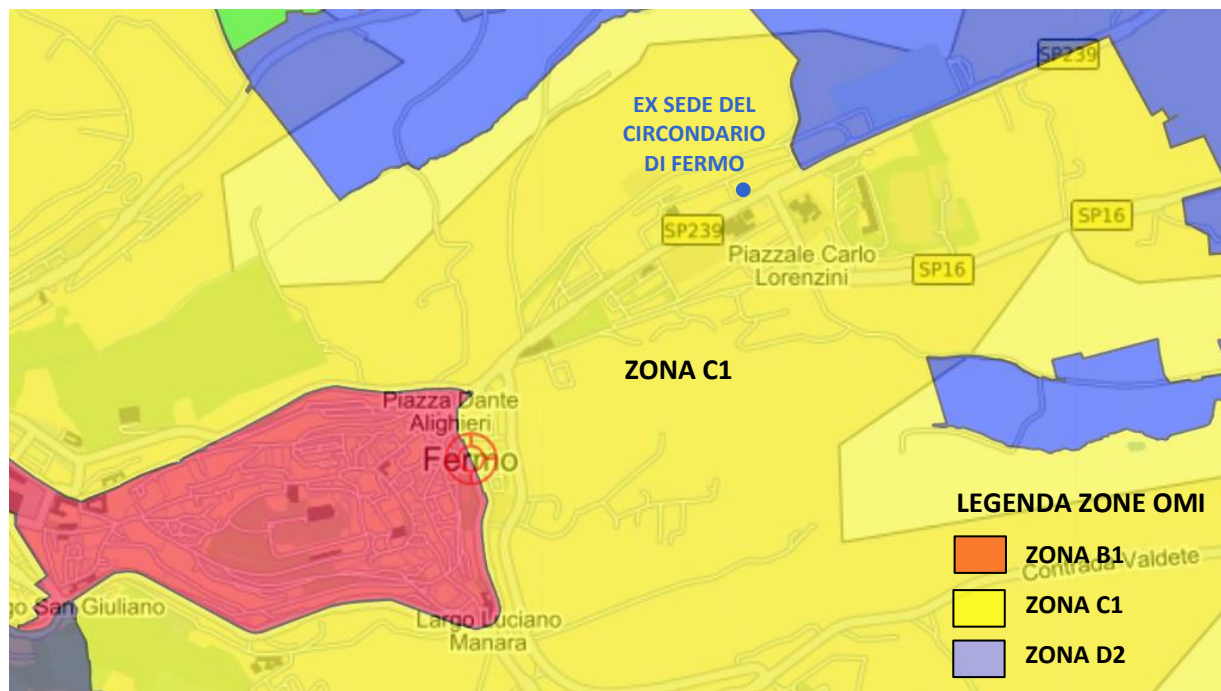 SP239
EX SEDE DEL
CIRCONDARIO
DI FERMO
SP16
SP239
Piazzale Carlo
Lorenzini
SP16
ZONA C1
Piazza Dante
Alighieri
Fermo
LEGENDA ZONE OMI
ZONA B1
Contrada Valdete
ZONA C1
go San Giuliano
Largo Luciano
Manara
ZONA D2